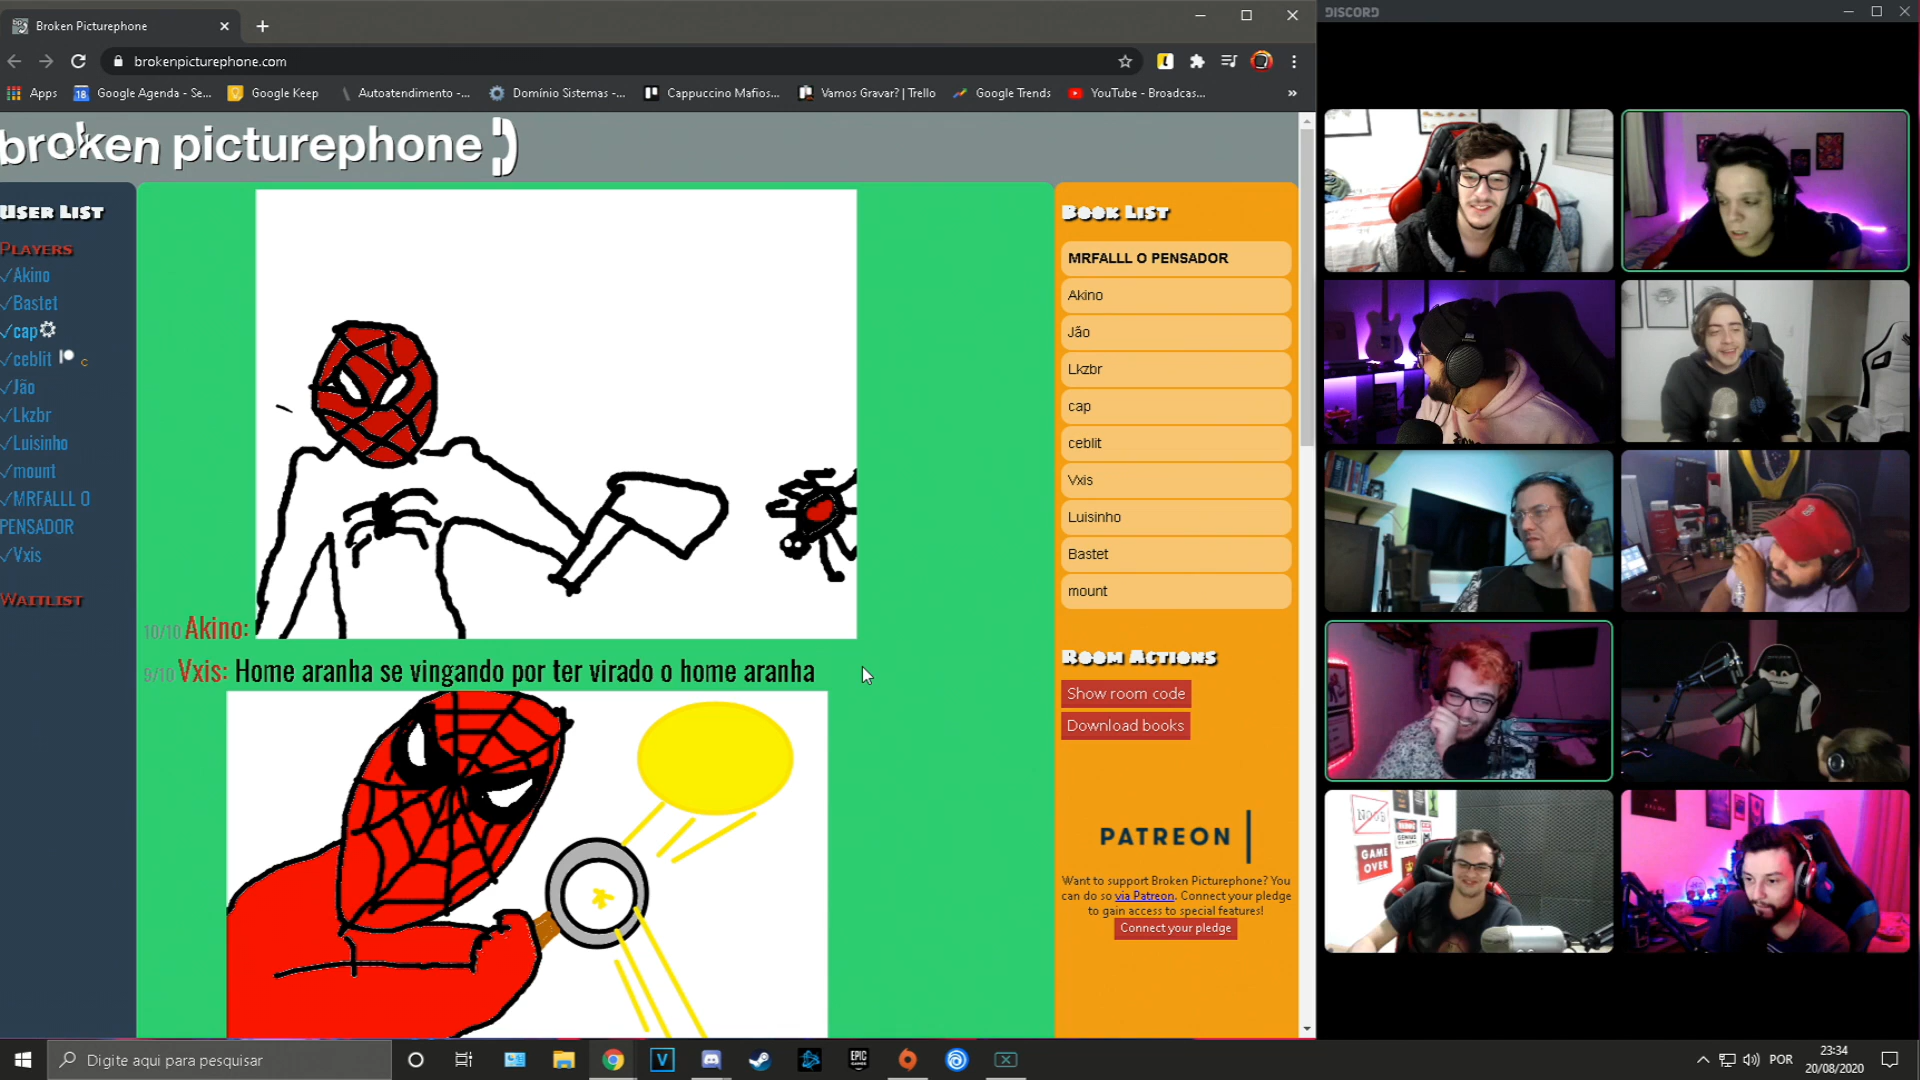 Broken Picturephone
DISCORD
brokenpicturephone.com
Apps
Google Agenda - Se...
Google Keep
Autoatendimento -...
Domínio Sistemas -...
Cappuccino Mafios...
Vamos Gravar? | Trello
Google Trends
YouTube - Broadcas...
»
broken picturephone ;)
User List
Players
✓Akino
✓Bastet
✓cap
✓ceblit
✓Jão
✓Lkzbr
✓Luisinho
✓mount
✓MRFALLL O
PENSADOR
✓Vxis
Waitlist
10/10 Akino:
9/10 Vxis: Home aranha se vingando por ter virado o home aranha
Book List
MRFALLL O PENSADOR
Akino
Jão
Lkzbr
cap
ceblit
Vxis
Luisinho
Bastet
mount
Room Actions
Show room code
Download books
PATREON
Want to support Broken Picturephone? You
can do so via Patreon. Connect your pledge
to gain access to special features!
Connect your pledge
NOOB
GAME
OVER
Digite aqui para pesquisar
EPIC
GAMES
POR
23:34
20/08/2020